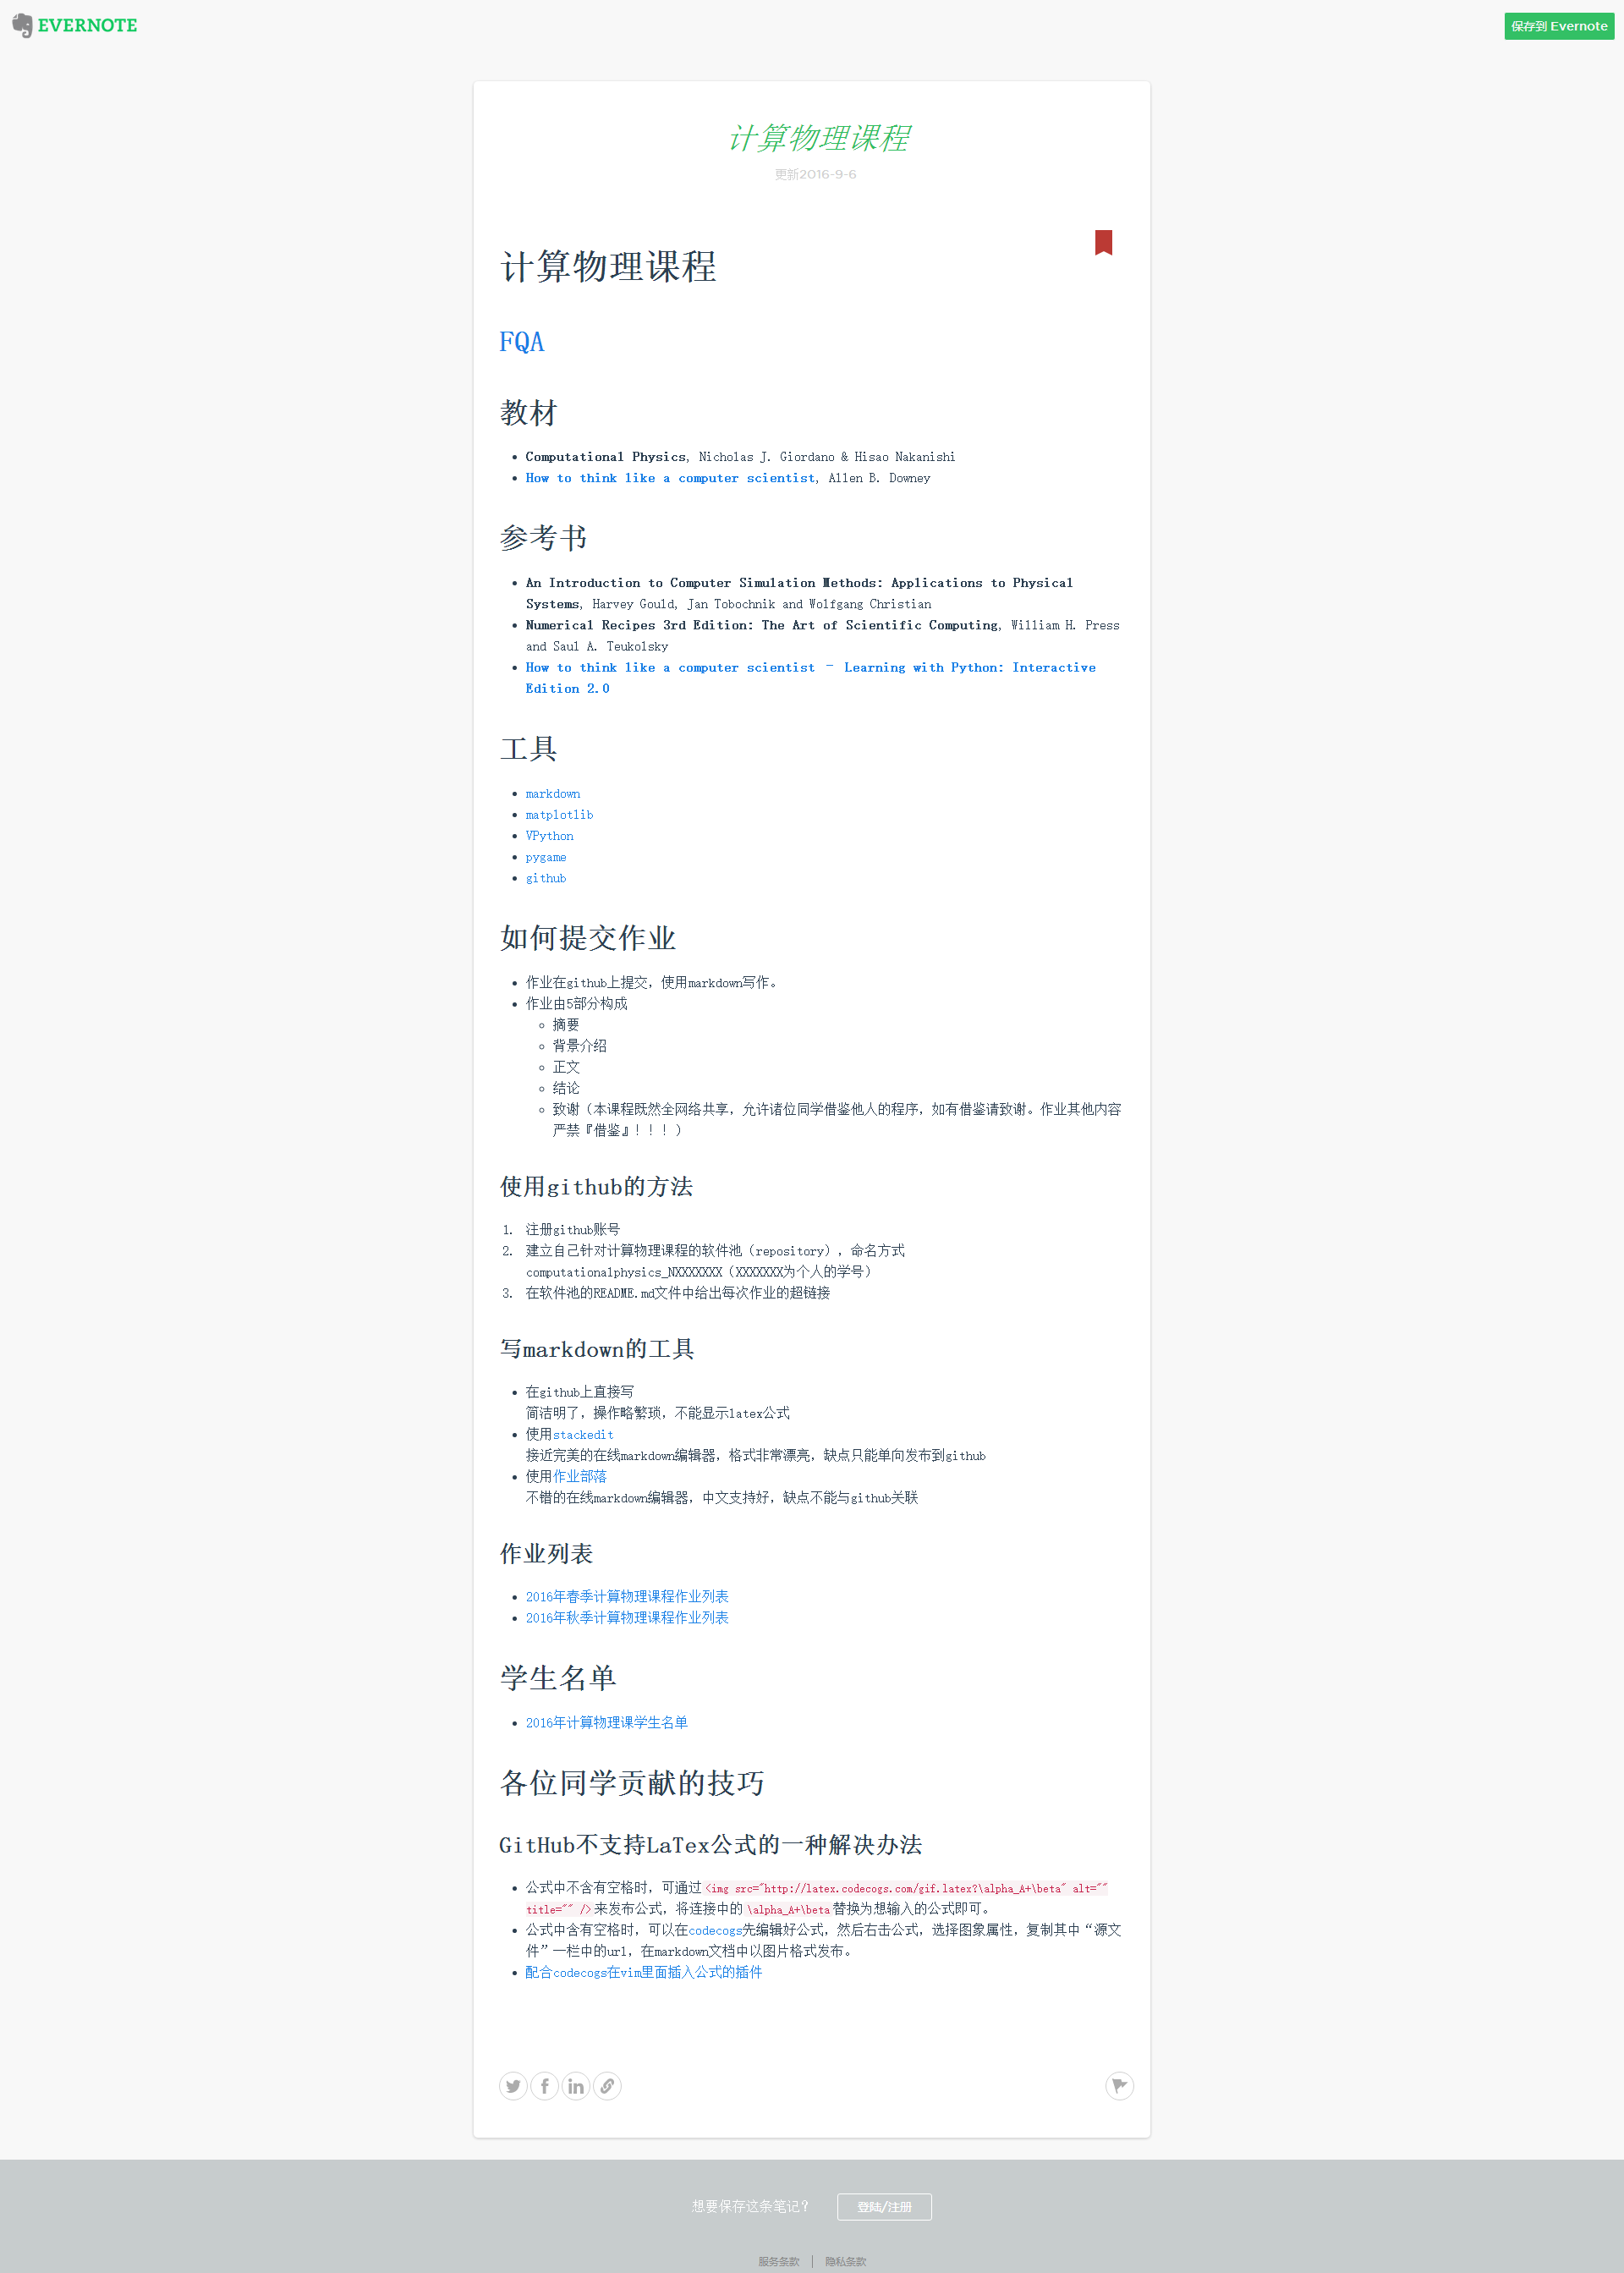 EVERNOTE
保存到 Evernote
计算物理课程
更新2016-9-6
计算物理课程
FQA
教材
Computational Physics, Nicholas J. Giordano & Hisao Nakanishi
How to think like a computer scientist, Allen B. Downey
参考书
An Introduction to Computer Simulation Methods: Applications to Physical
Systems, Harvey Gould, Jan Tobochnik and Wolfgang Christian
Numerical Recipes 3rd Edition: The Art of Scientific Computing, William H. Press
and Saul A. Teukolsky
How to think like a computer scientist – Learning with Python: Interactive
Edition 2.0
工具
markdown
matplotlib
VPython
pygame
github
如何提交作业
作业在github上提交，使用markdown写作。
作业由5部分构成
摘要
背景介绍
正文
结论
致谢（本课程既然全网络共享，允许诸位同学借鉴他人的程序，如有借鉴请致谢。作业其他内容
严禁『借鉴』！！！）
使用github的方法
1. 注册github账号
2. 建立自己针对计算物理课程的软件池（repository），命名方式
computationalphysics_NXXXXXXX（XXXXXXX为个人的学号）
3. 在软件池的README.md文件中给出每次作业的超链接
写markdown的工具
在github上直接写
简洁明了，操作略繁琐，不能显示latex公式
使用stackedit
接近完美的在线markdown编辑器，格式非常漂亮，缺点只能单向发布到github
使用作业部落
不错的在线markdown编辑器，中文支持好，缺点不能与github关联
作业列表
2016年春季计算物理课程作业列表
2016年秋季计算物理课程作业列表
学生名单
2016年计算物理课学生名单
各位同学贡献的技巧
GitHub不支持LaTex公式的一种解决办法
公式中不含有空格时，可通过<img src="http://latex.codecogs.com/gif.latex?\alpha_A+\beta" alt=""
title="" />来发布公式，将连接中的\alpha_A+\beta替换为想输入的公式即可。
公式中含有空格时，可以在codecogs先编辑好公式，然后右击公式，选择图象属性，复制其中“源文
件”一栏中的url，在markdown文档中以图片格式发布。
配合codecogs在vim里面插入公式的插件
想要保存这条笔记？ 登陆/注册
服务条款 | 隐私条款